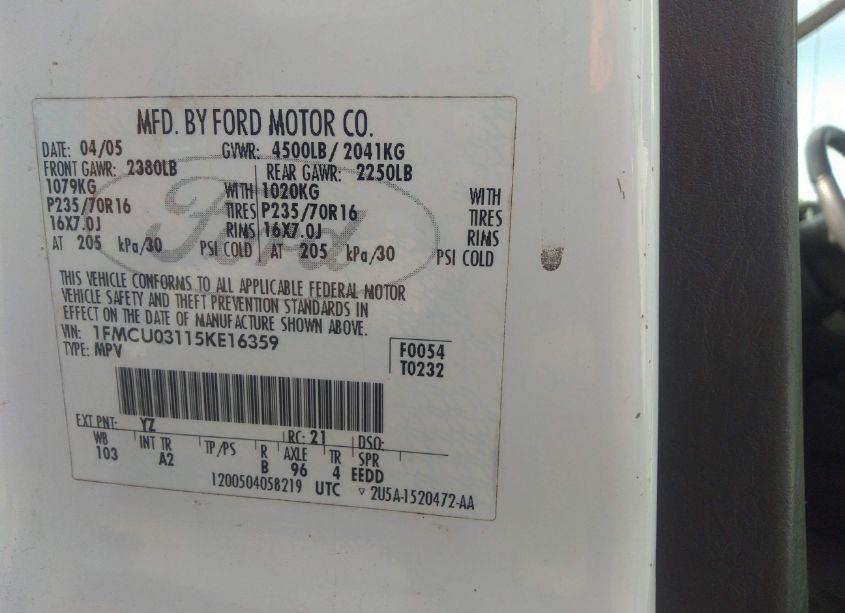 MFD. BY FORD MOTOR CO.
DATE: 04/05 GVWR: 4500LB/ 2041KG
FRONT GAWR: 2380LB REAR GAWR: 2250LB
1079KG WITH 1020KG WITH
P235/70R16 TIRES P235/70R16 TIRES
16X7.0J RIMS 16X7.0J RIMS
AT 205 kPa/30 PSI COLD AT 205 kPa/30 PSI COLD
Ford
THIS VEHICLE CONFORMS TO ALL APPLICABLE FEDERAL MOTOR
VEHICLE SAFETY AND THEFT PREVENTION STANDARDS IN
EFFECT ON THE DATE OF MANUFACTURE SHOWN ABOVE.
VIN: 1FMCU03115KE16359
TYPE: MPV
F0054
T0232
EXT PNT: YZ RC: 21 DSO:
WB INT TR TP/PS R AXLE TR SPR
103 A2 B 96 4 EEDD
1200504058219 UTC ▽ 2U5A-1520472-AA